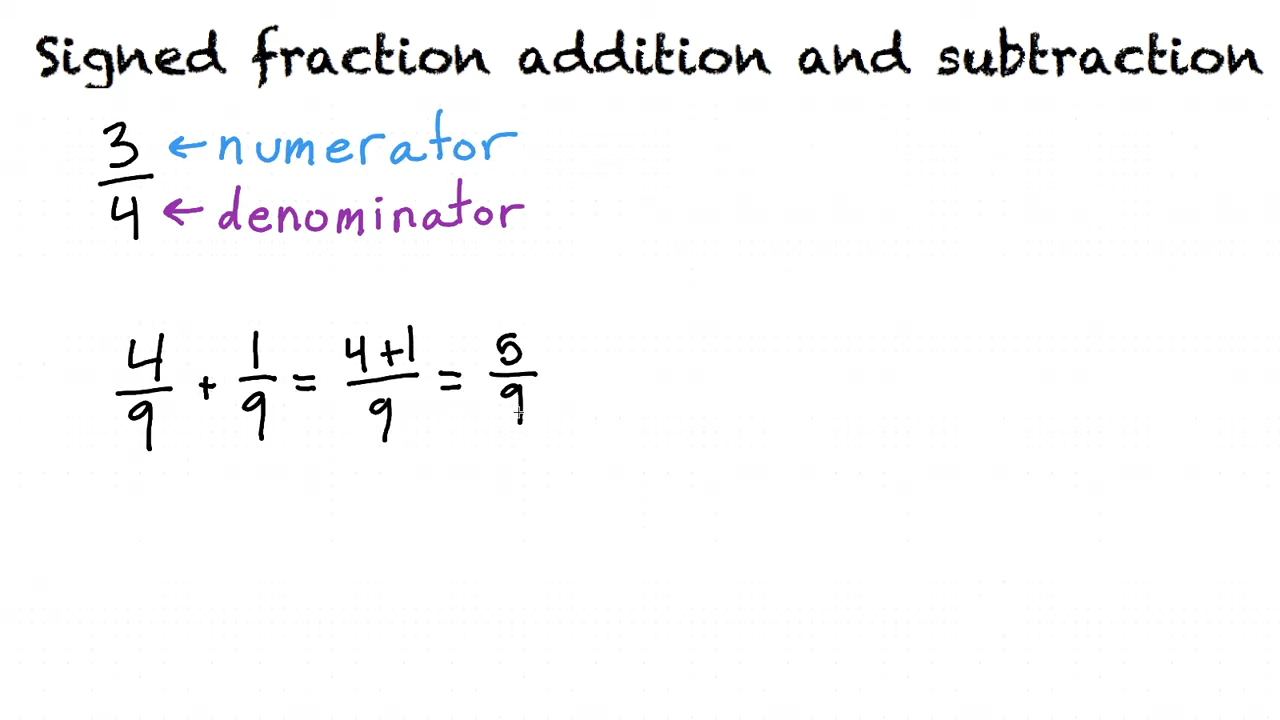 Signed fraction addition and subtraction
3 ← numerator
4 ← denominator
4/9 + 1/9 = 4+1/9 = 5/9